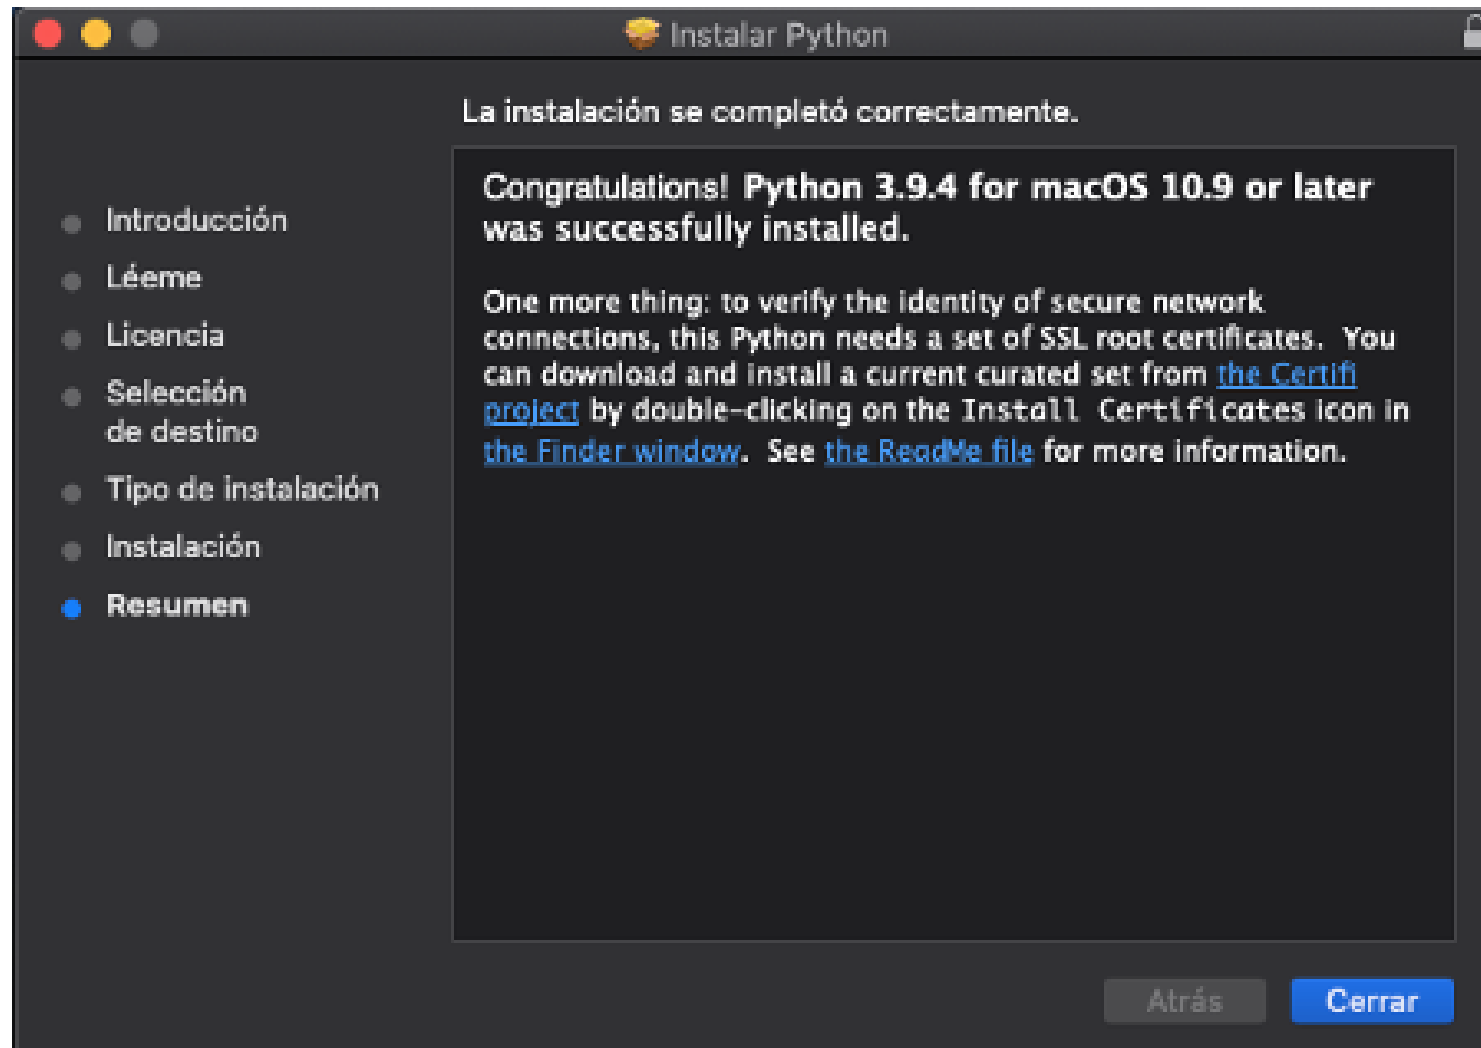 Instalar Python
La instalación se completó correctamente.
Introducción
Léeme
Licencia
Selección
de destino
Tipo de instalación
Instalación
Resumen
Congratulations! Python 3.9.4 for macOS 10.9 or later
was successfully installed.
One more thing: to verify the identity of secure network
connections, this Python needs a set of SSL root certificates. You
can download and install a current curated set from the Certifi
project by double-clicking on the Install Certificates icon in
the Finder window. See the ReadMe file for more information.
Atrás
Cerrar